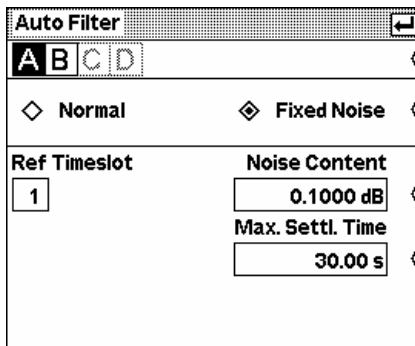 Auto Filter
A B C D
Normal Fixed Noise
Ref Timeslot Noise Content
1 0.1000 dB
Max. Settl. Time
30.00 s